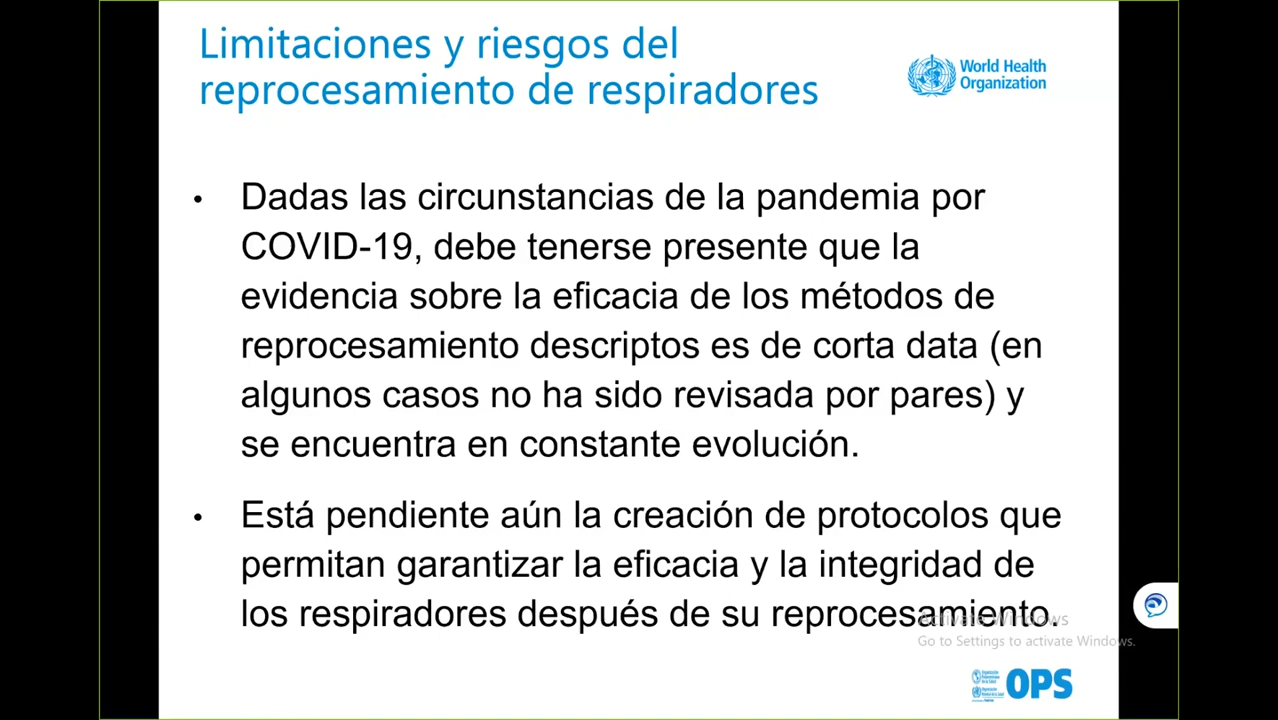 Limitaciones y riesgos del
reprocesamiento de respiradores
World Health
Organization
• Dadas las circunstancias de la pandemia por
COVID-19, debe tenerse presente que la
evidencia sobre la eficacia de los métodos de
reprocesamiento descriptos es de corta data (en
algunos casos no ha sido revisada por pares) y
se encuentra en constante evolución.
• Está pendiente aún la creación de protocolos que
permitan garantizar la eficacia y la integridad de
los respiradores después de su reprocesamiento.
Activate Windows
Go to Settings to activate Windows.
OPS